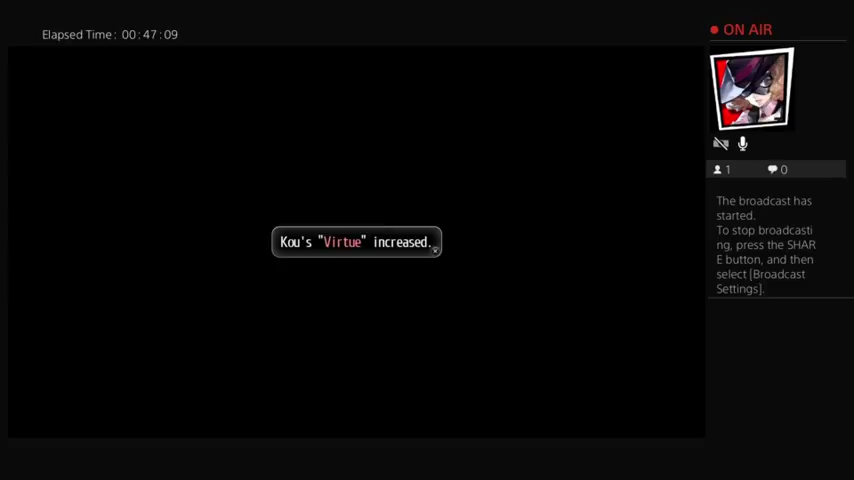 Elapsed Time: 00:47:09
ON AIR
1
0
Kou's "Virtue" increased.
The broadcast has
started.
To stop broadcasti
ng, press the SHAR
E button, and then
select [Broadcast
Settings].